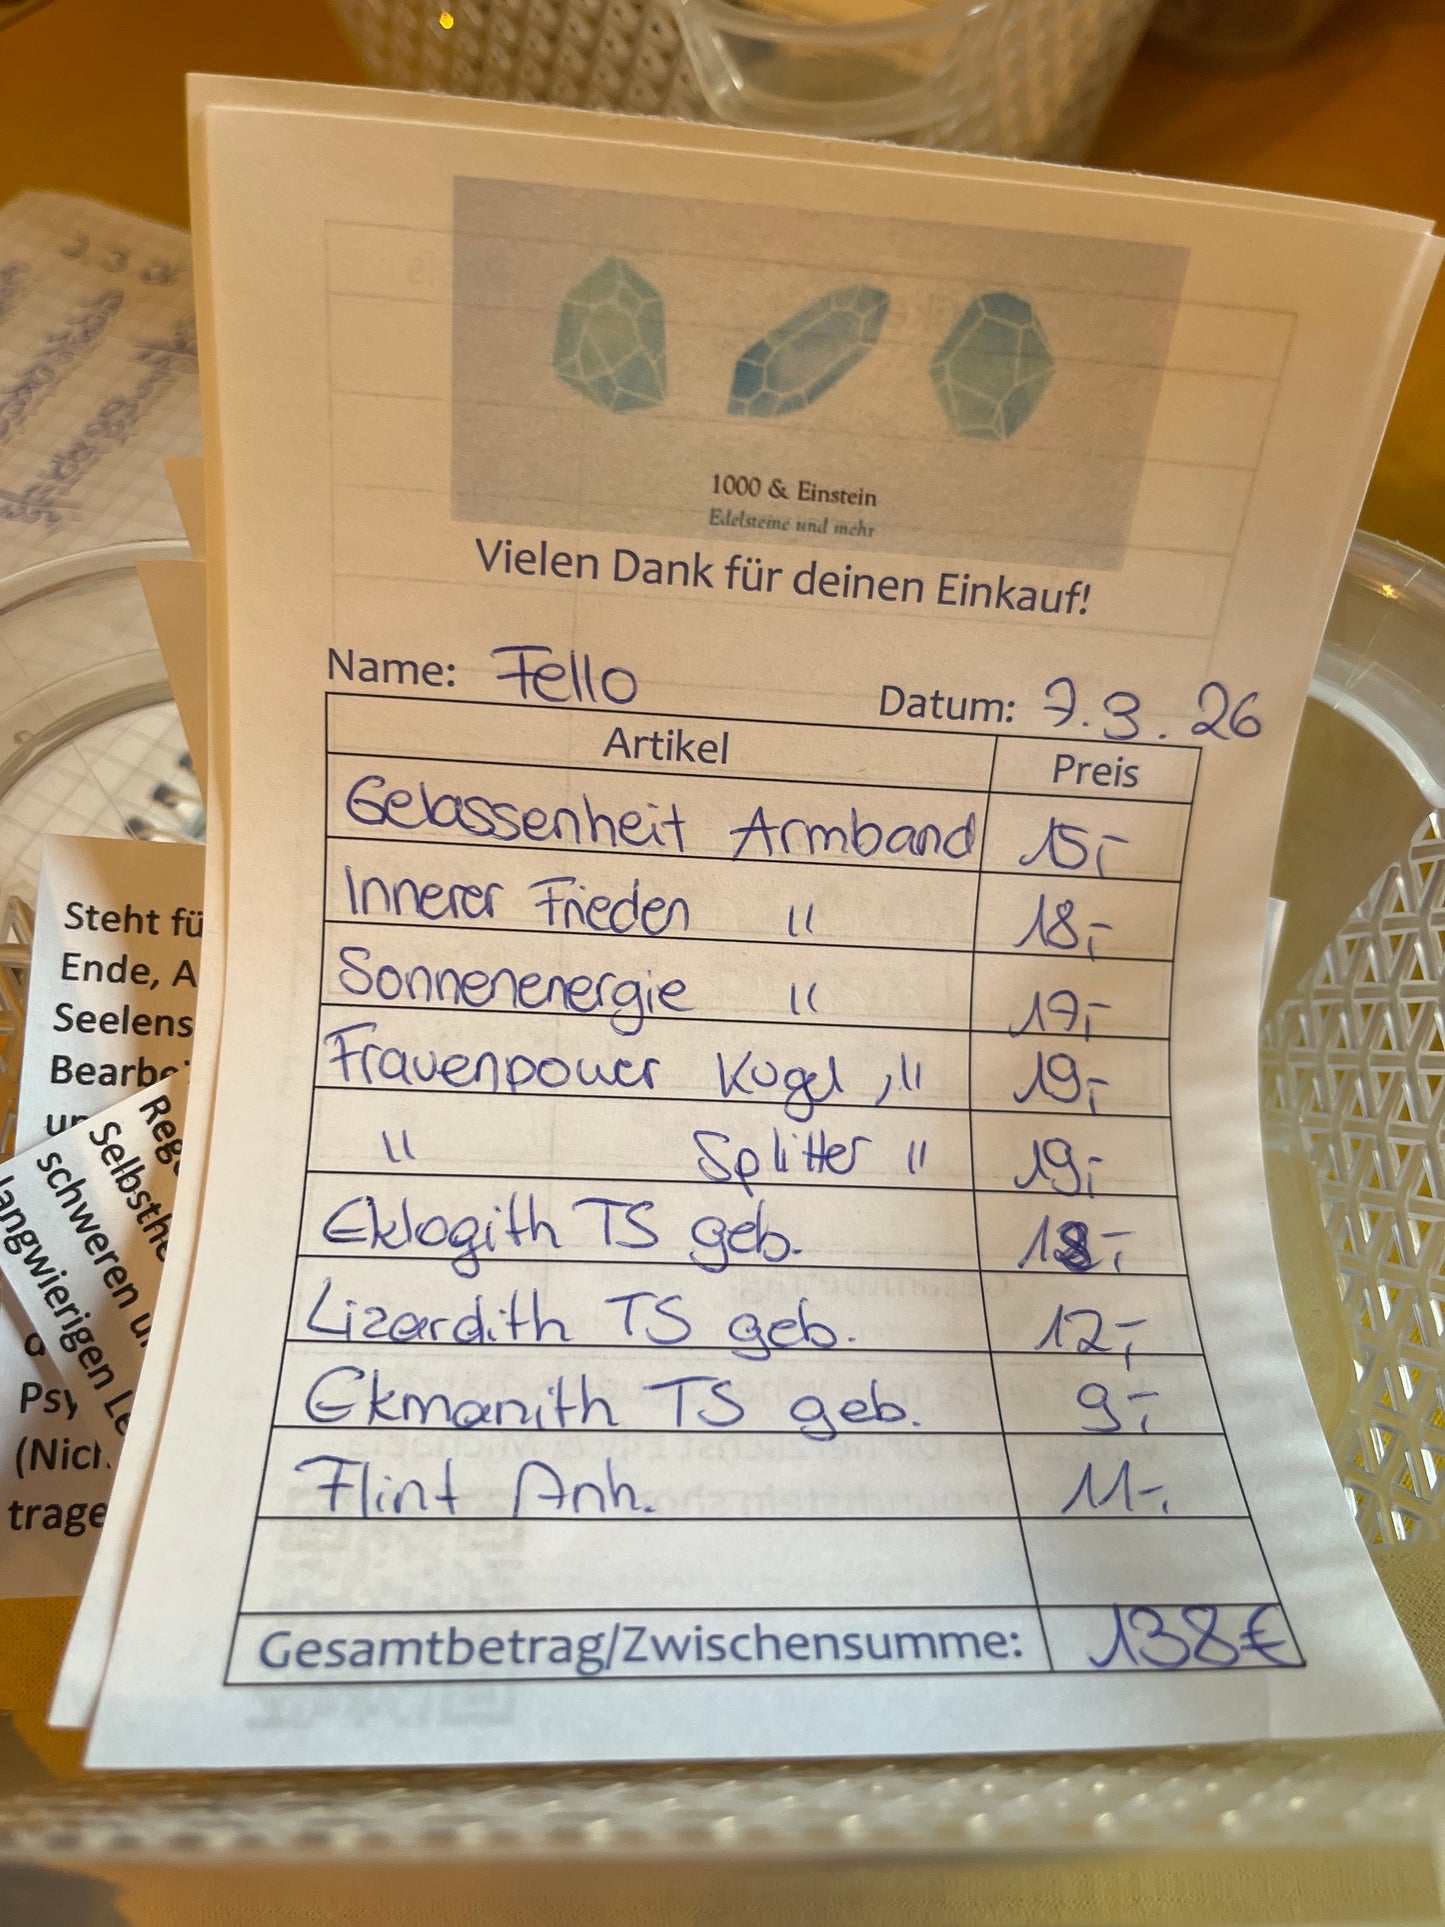 1000 & Einstein
Edelsteine und mehr
Vielen Dank für deinen Einkauf!
Name: Fello Datum: 7.3.26
Artikel Preis
Gelassenheit Armband 15,-
Innerer Frieden " 18,-
Sonnenenergie " 17,-
Frauenpower Kugel, " 19,-
" Splitter " 19,-
Eklogith TS geb. 18,-
Lizardith TS geb. 12,-
Ekmanith TS geb. 9,-
Flint Anh. 11,-
Gesamtbetrag/Zwischensumme: 138€
Steht fü
Ende, A
Seelens
Bearbe
Reg
Selbsthe
schweren u
langwierigen Le
Psy
(Nich
trage